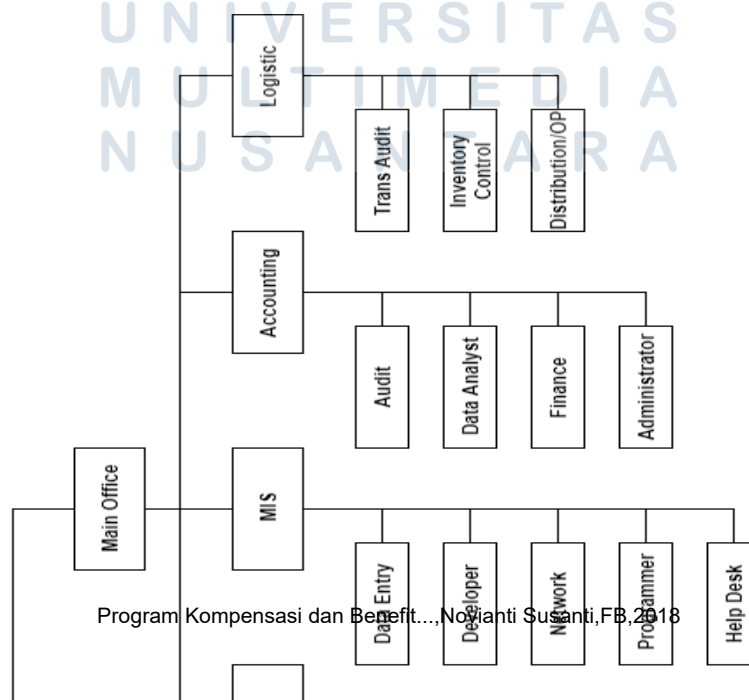 UNIVERSITAS
MULTIMEDIA
NUSANTARA
Logistic
Trans Audit
Inventory
Control
Distribution/OP
Accounting
Audit
Data Analyst
Finance
Administrator
Main Office
MIS
Data Entry
Developer
Network
Programmer
Help Desk
Program Kompensasi dan Benefit...,Novianti Susanti,FB,2018